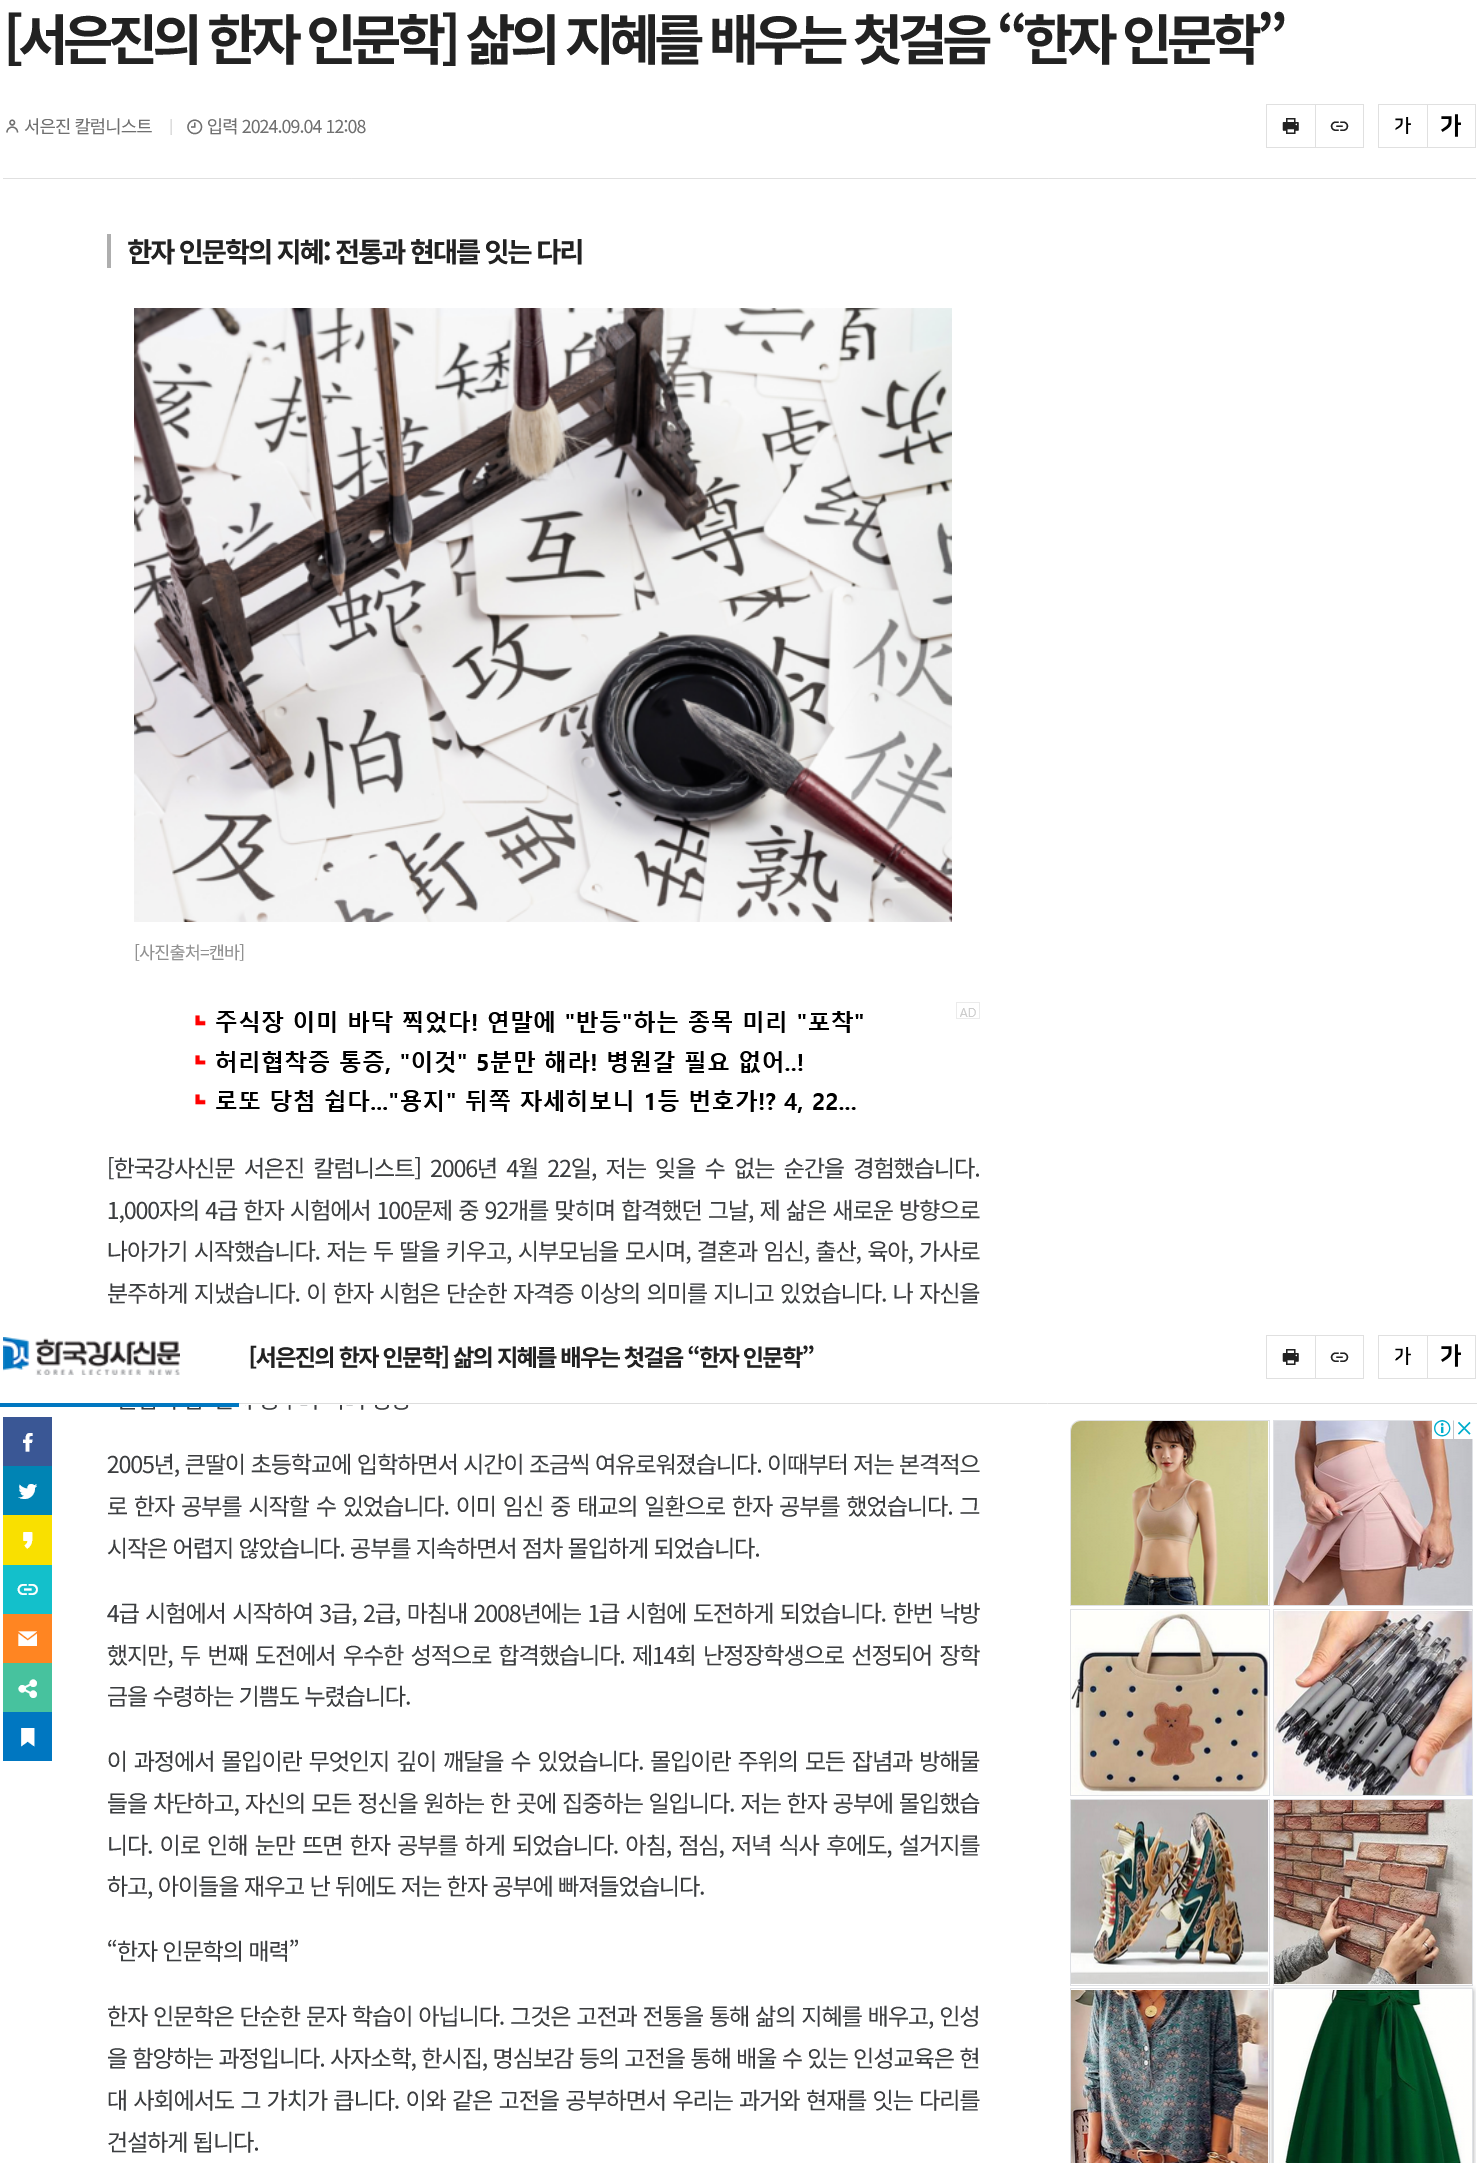 [서은진의 한자 인문학] 삶의 지혜를 배우는 첫걸음 “한자 인문학”
서은진 칼럼니스트 | 입력 2024.09.04 12:08
가 가
한자 인문학의 지혜: 전통과 현대를 잇는 다리
矮
摸
虐
苏
尊
互
蛇
攻
伙
怕
伴
及
笛
熟
[사진출처=캔바]
AD
주식장 이미 바닥 찍었다! 연말에 "반등"하는 종목 미리 "포착"
허리협착증 통증, "이것" 5분만 해라! 병원갈 필요 없어..!
로또 당첨 쉽다..."용지" 뒤쪽 자세히보니 1등 번호가!? 4, 22...
[한국강사신문 서은진 칼럼니스트] 2006년 4월 22일, 저는 잊을 수 없는 순간을 경험했습니다.
1,000자의 4급 한자 시험에서 100문제 중 92개를 맞히며 합격했던 그날, 제 삶은 새로운 방향으로
나아가기 시작했습니다. 저는 두 딸을 키우고, 시부모님을 모시며, 결혼과 임신, 출산, 육아, 가사로
분주하게 지냈습니다. 이 한자 시험은 단순한 자격증 이상의 의미를 지니고 있었습니다. 나 자신을
한국강사신문
KOREA LECTURER NEWS
[서은진의 한자 인문학] 삶의 지혜를 배우는 첫걸음 “한자 인문학”
가 가
2005년, 큰딸이 초등학교에 입학하면서 시간이 조금씩 여유로워졌습니다. 이때부터 저는 본격적으
로 한자 공부를 시작할 수 있었습니다. 이미 임신 중 태교의 일환으로 한자 공부를 했었습니다. 그
시작은 어렵지 않았습니다. 공부를 지속하면서 점차 몰입하게 되었습니다.
4급 시험에서 시작하여 3급, 2급, 마침내 2008년에는 1급 시험에 도전하게 되었습니다. 한번 낙방
했지만, 두 번째 도전에서 우수한 성적으로 합격했습니다. 제14회 난정장학생으로 선정되어 장학
금을 수령하는 기쁨도 누렸습니다.
이 과정에서 몰입이란 무엇인지 깊이 깨달을 수 있었습니다. 몰입이란 주위의 모든 잡념과 방해물
들을 차단하고, 자신의 모든 정신을 원하는 한 곳에 집중하는 일입니다. 저는 한자 공부에 몰입했습
니다. 이로 인해 눈만 뜨면 한자 공부를 하게 되었습니다. 아침, 점심, 저녁 식사 후에도, 설거지를
하고, 아이들을 재우고 난 뒤에도 저는 한자 공부에 빠져들었습니다.
“한자 인문학의 매력”
한자 인문학은 단순한 문자 학습이 아닙니다. 그것은 고전과 전통을 통해 삶의 지혜를 배우고, 인성
을 함양하는 과정입니다. 사자소학, 한시집, 명심보감 등의 고전을 통해 배울 수 있는 인성교육은 현
대 사회에서도 그 가치가 큽니다. 이와 같은 고전을 공부하면서 우리는 과거와 현재를 잇는 다리를
건설하게 됩니다.